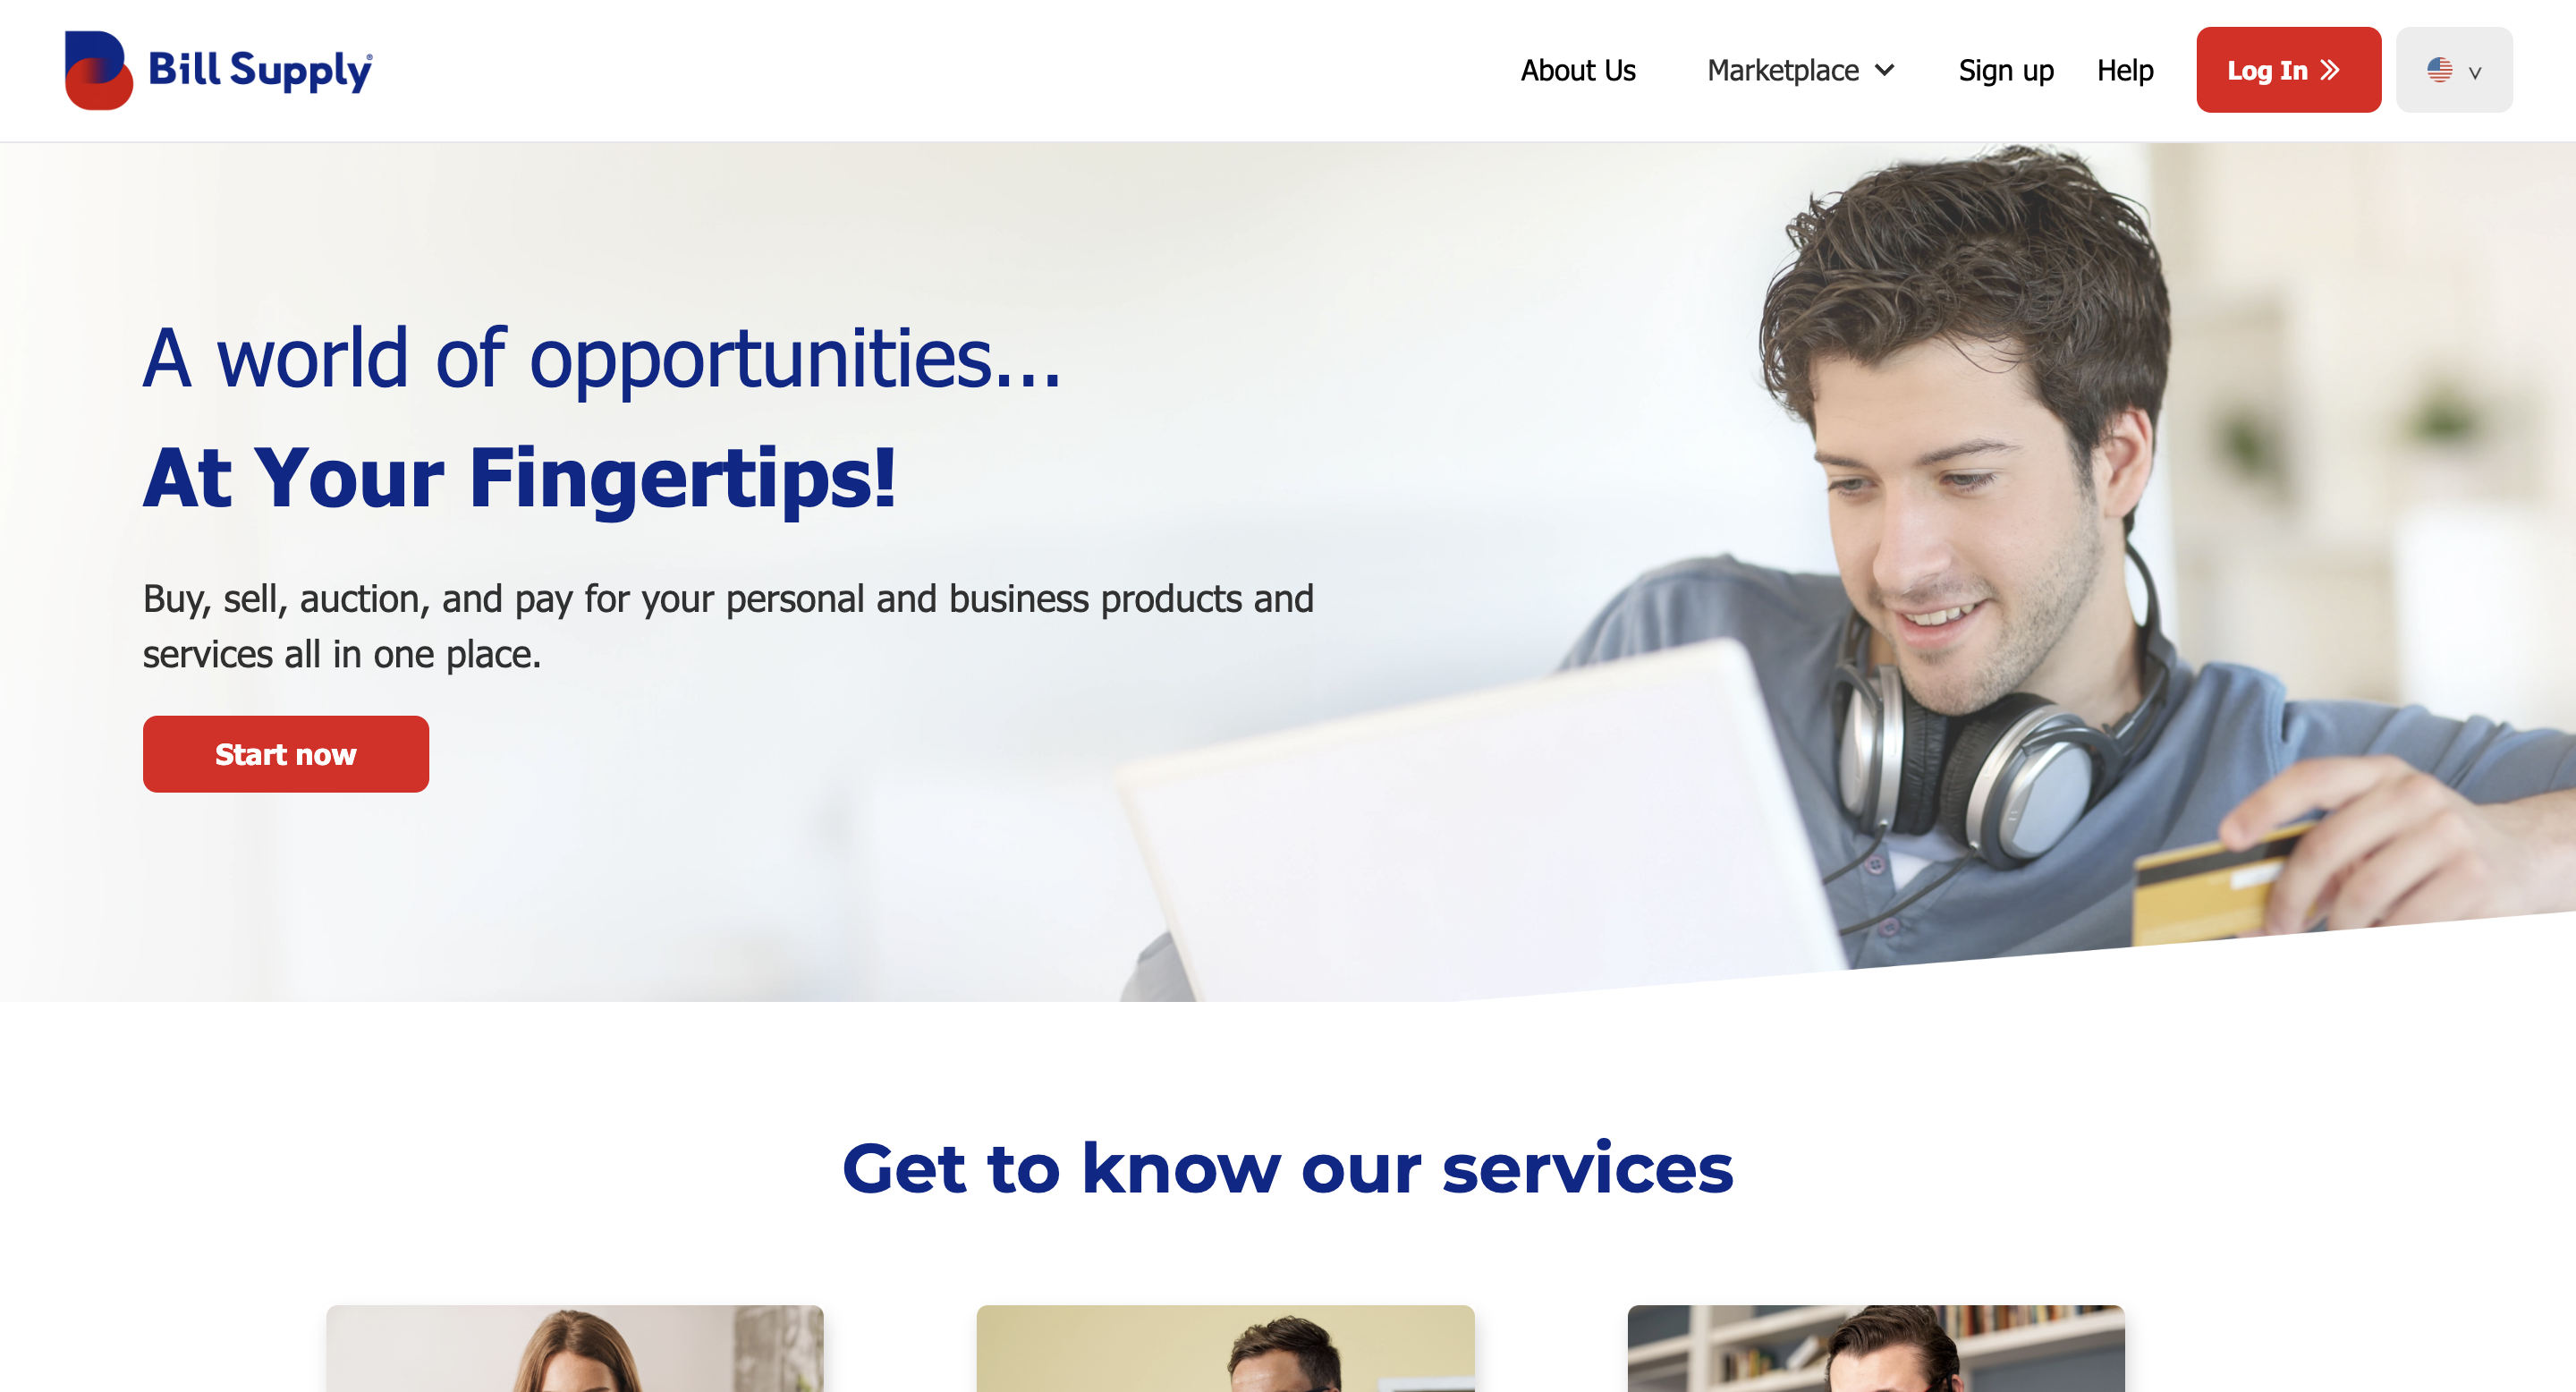 Bill Supply®
About Us
Marketplace
Sign up
Help
Log In
A world of opportunities...
At Your Fingertips!
Buy, sell, auction, and pay for your personal and business products and
services all in one place.
Start now
Get to know our services